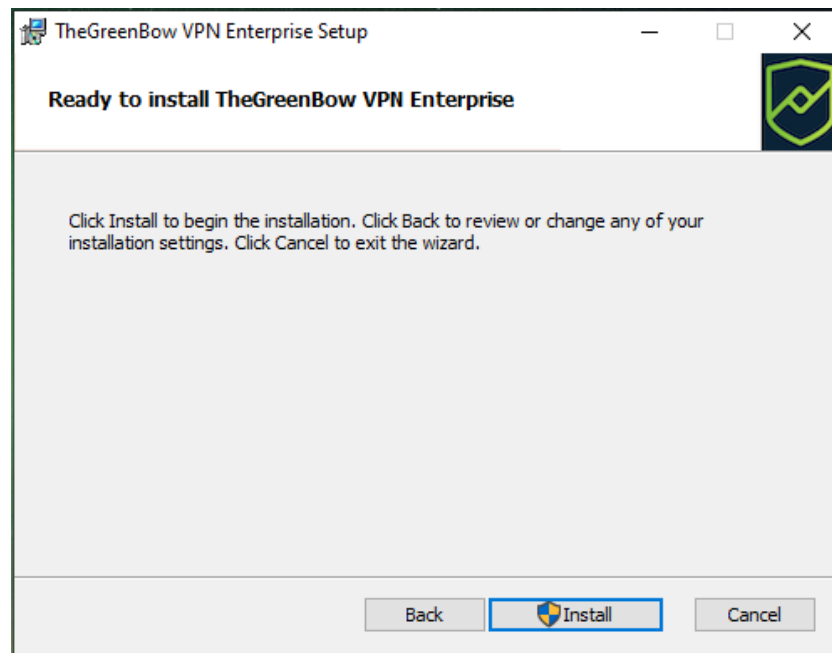 TheGreenBow VPN Enterprise Setup
Ready to install TheGreenBow VPN Enterprise
Click Install to begin the installation. Click Back to review or change any of your
installation settings. Click Cancel to exit the wizard.
Back
Install
Cancel